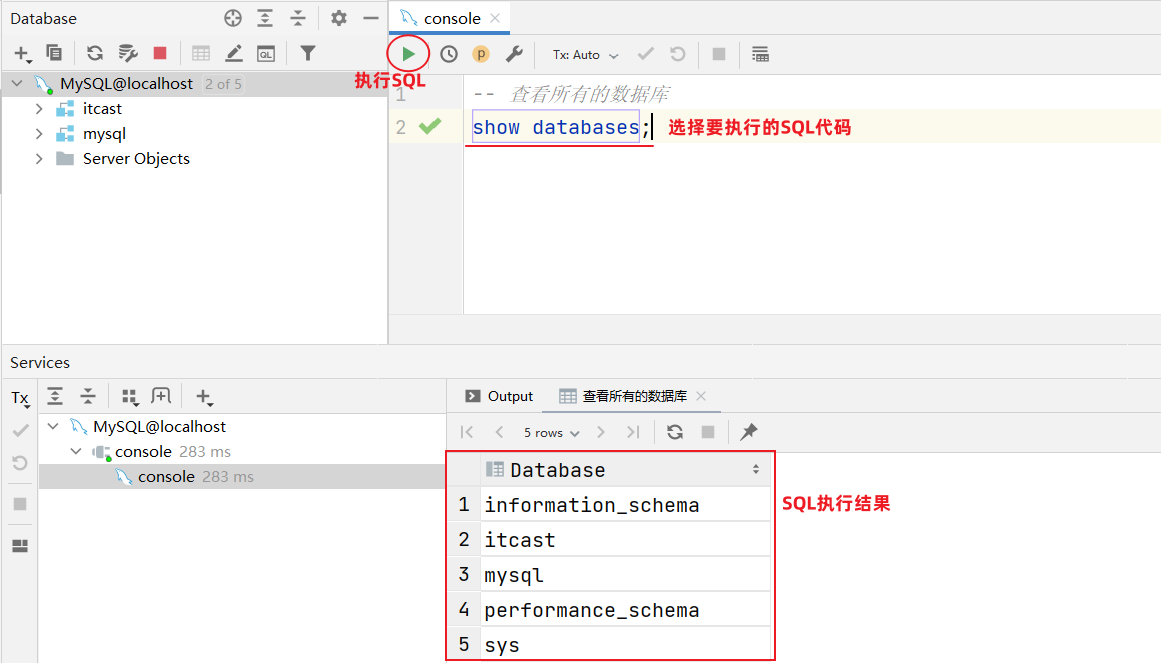 Database
console
Tx: Auto
MySQL@localhost 2 of 5
itcast
mysql
Server Objects
执行SQL
1 -- 查看所有的数据库
2 show databases; 选择要执行的SQL代码
Services
Tx
MySQL@localhost
console 283 ms
console 283 ms
Output 查看所有的数据库
5 rows
Database
1 information_schema
2 itcast
3 mysql
4 performance_schema
5 sys
SQL执行结果